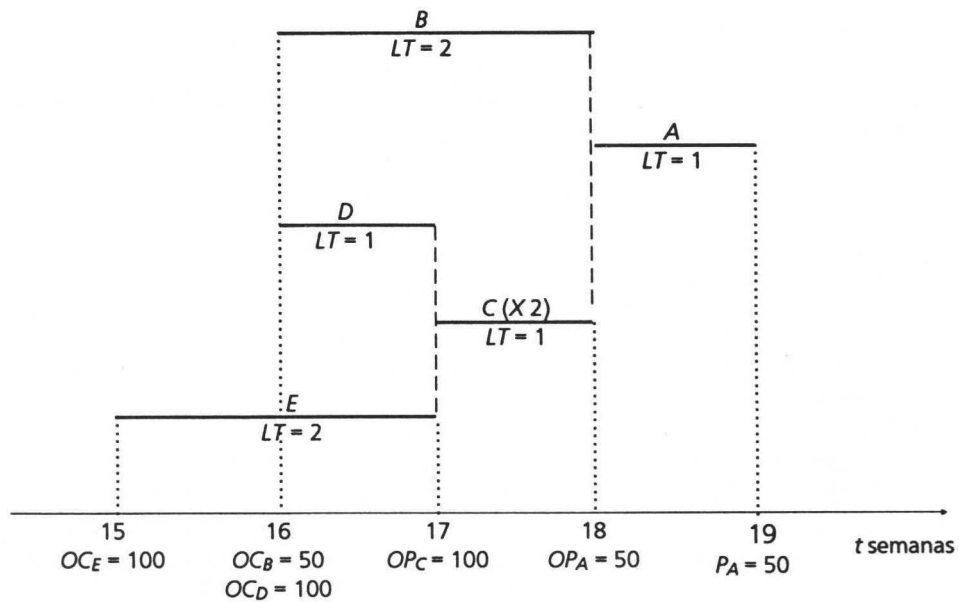 B
LT = 2
A
LT = 1
D
LT = 1
C (X 2)
LT = 1
E
LT = 2
15 16 17 18 19 t semanas
OC_E = 100 OC_B = 50 OP_C = 100 OP_A = 50 P_A = 50
OC_D = 100